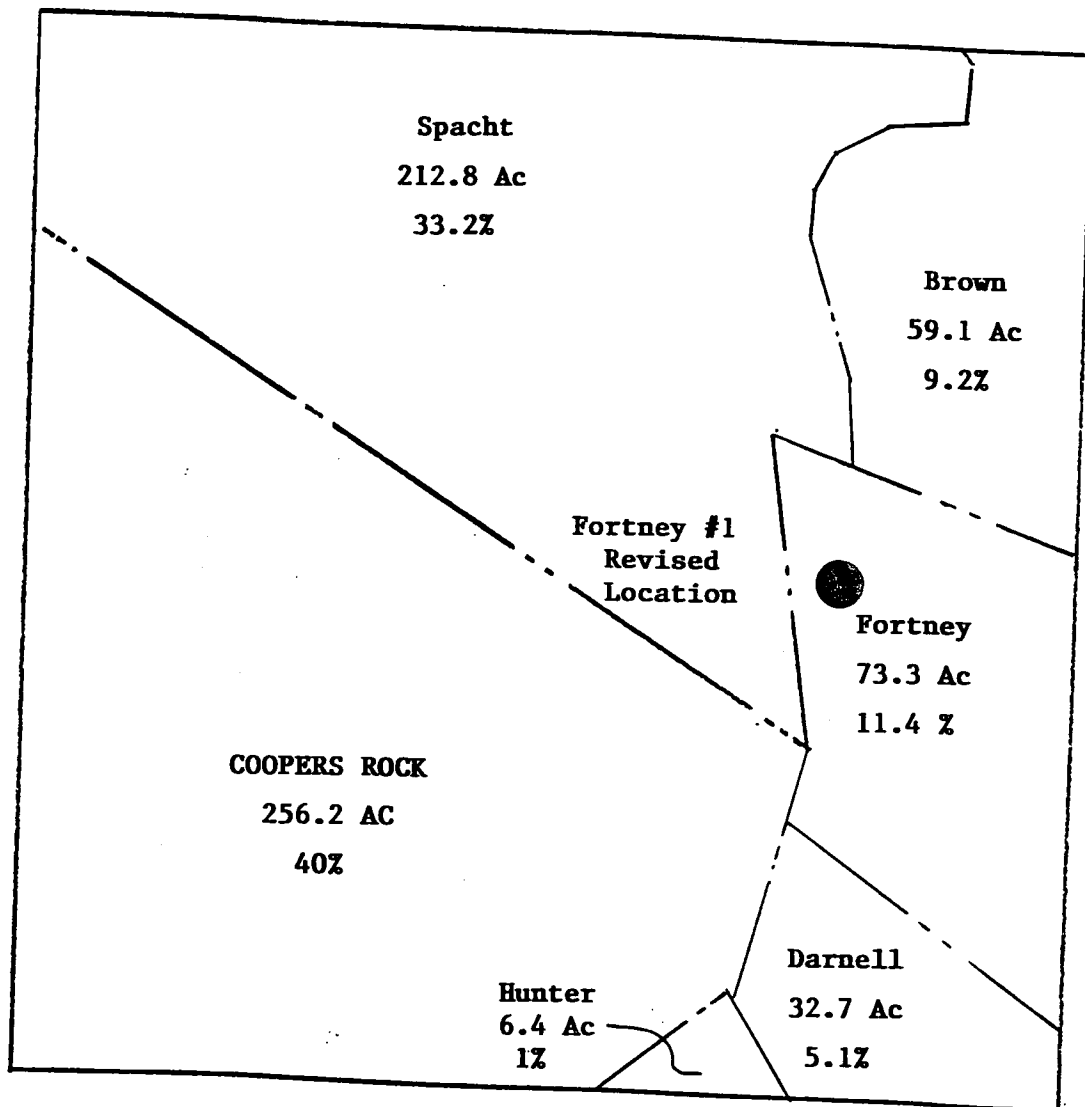 Spacht
212.8 Ac
33.2%
Brown
59.1 Ac
9.2%
Fortney #1
Revised
Location
Fortney
73.3 Ac
11.4 %
COOPERS ROCK
256.2 AC
40%
Hunter
6.4 Ac
1%
Darnell
32.7 Ac
5.1%